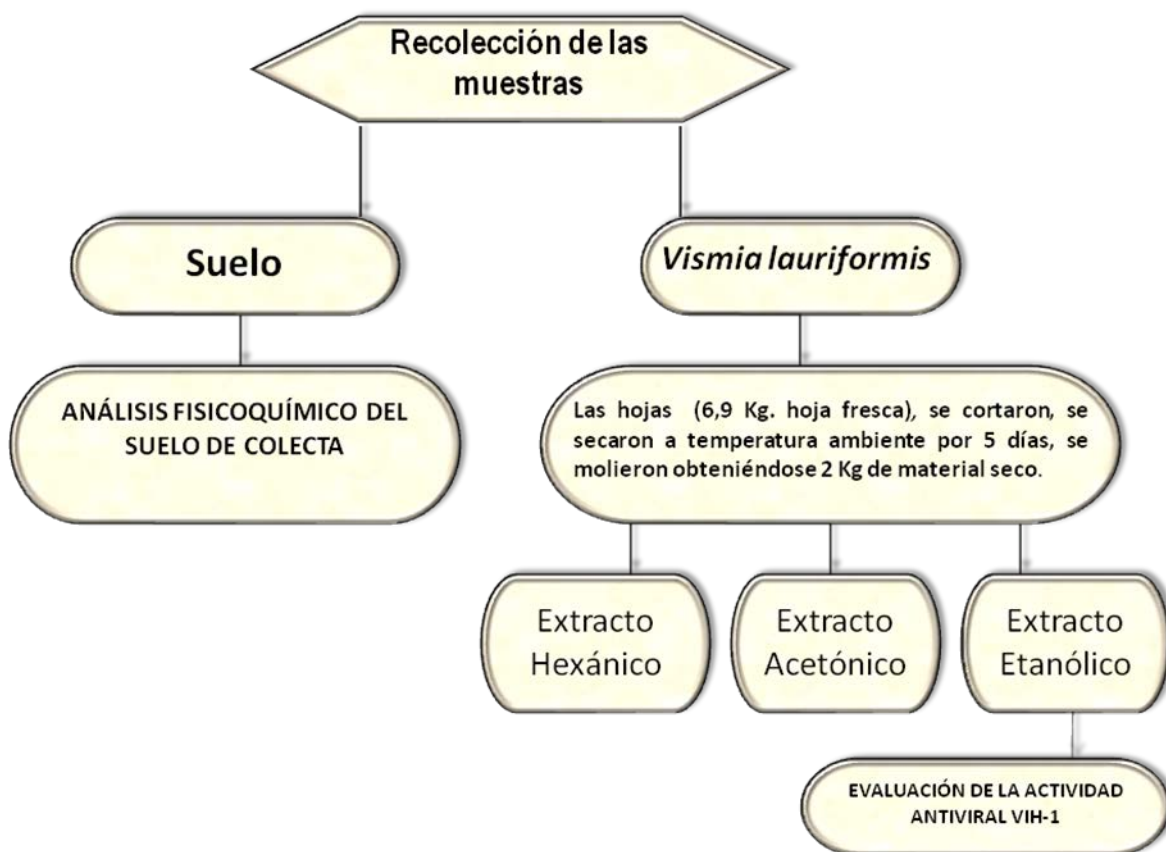 Recolección de las
muestras
Suelo
Vismia lauriformis
ANÁLISIS FISICOQUÍMICO DEL
SUELO DE COLECTA
Las hojas (6,9 Kg. hoja fresca), se cortaron, se
secaron a temperatura ambiente por 5 días, se
molieron obteniéndose 2 Kg de material seco.
Extracto
Hexánico
Extracto
Acetónico
Extracto
Etanólico
EVALUACIÓN DE LA ACTIVIDAD
ANTIVIRAL VIH-1